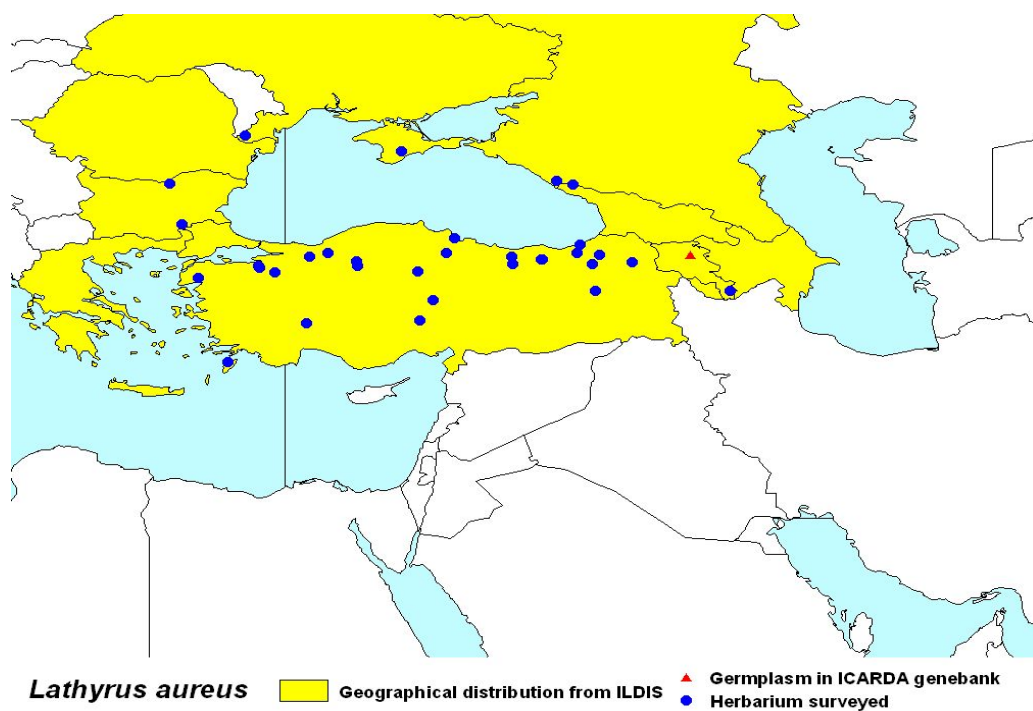 Lathyrus aureus
Geographical distribution from ILDIS
Germplasm in ICARDA genebank
Herbarium surveyed